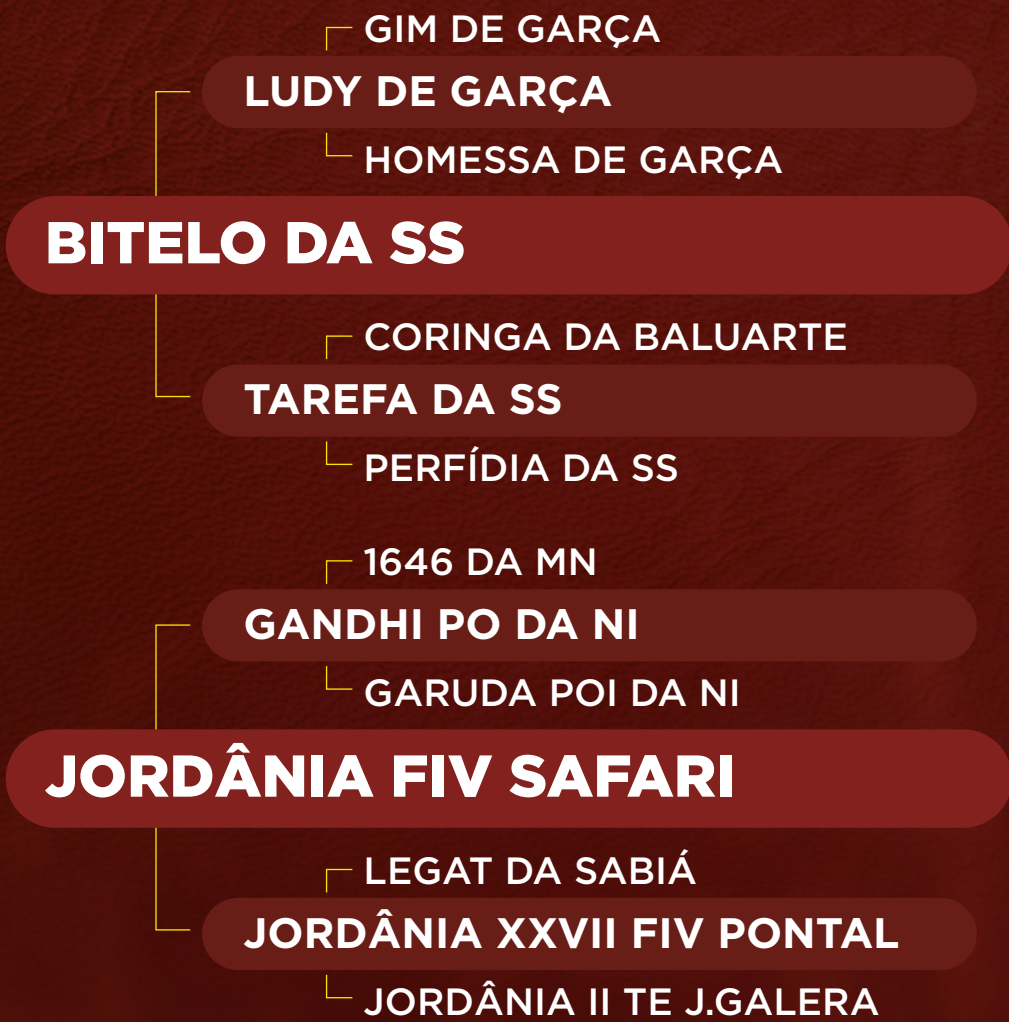 GIM DE GARÇA
LUDY DE GARÇA
HOMESSA DE GARÇA
BITELO DA SS
CORINGA DA BALUARTE
TAREFA DA SS
PERFÍDIA DA SS
1646 DA MN
GANDHI PO DA NI
GARUDA POI DA NI
JORDÂNIA FIV SAFARI
LEGAT DA SABIÁ
JORDÂNIA XXVII FIV PONTAL
JORDÂNIA II TE J.GALERA